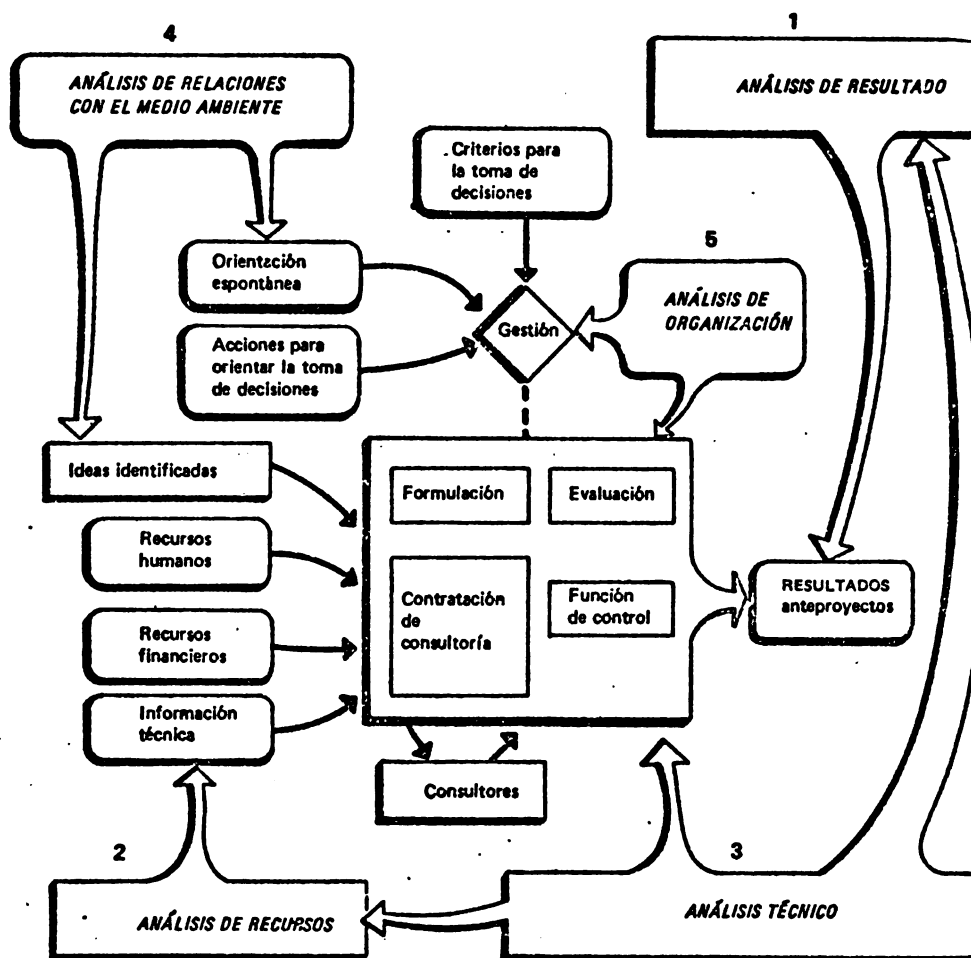 4
1
ANÁLISIS DE RELACIONES
CON EL MEDIO AMBIENTE
ANÁLISIS DE RESULTADO
Criterios para
la toma de
decisiones
5
Orientación
espontánea
ANÁLISIS DE
ORGANIZACIÓN
Gestión
Acciones para
orientar la toma
de decisiones
Ideas identificadas
Formulación
Evaluación
Recursos
humanos
RESULTADOS
anteproyectos
Contratación
de
consultoría
Función
de control
Recursos
financieros
Información
técnica
Consultores
2
3
ANÁLISIS DE RECURSOS
ANÁLISIS TÉCNICO